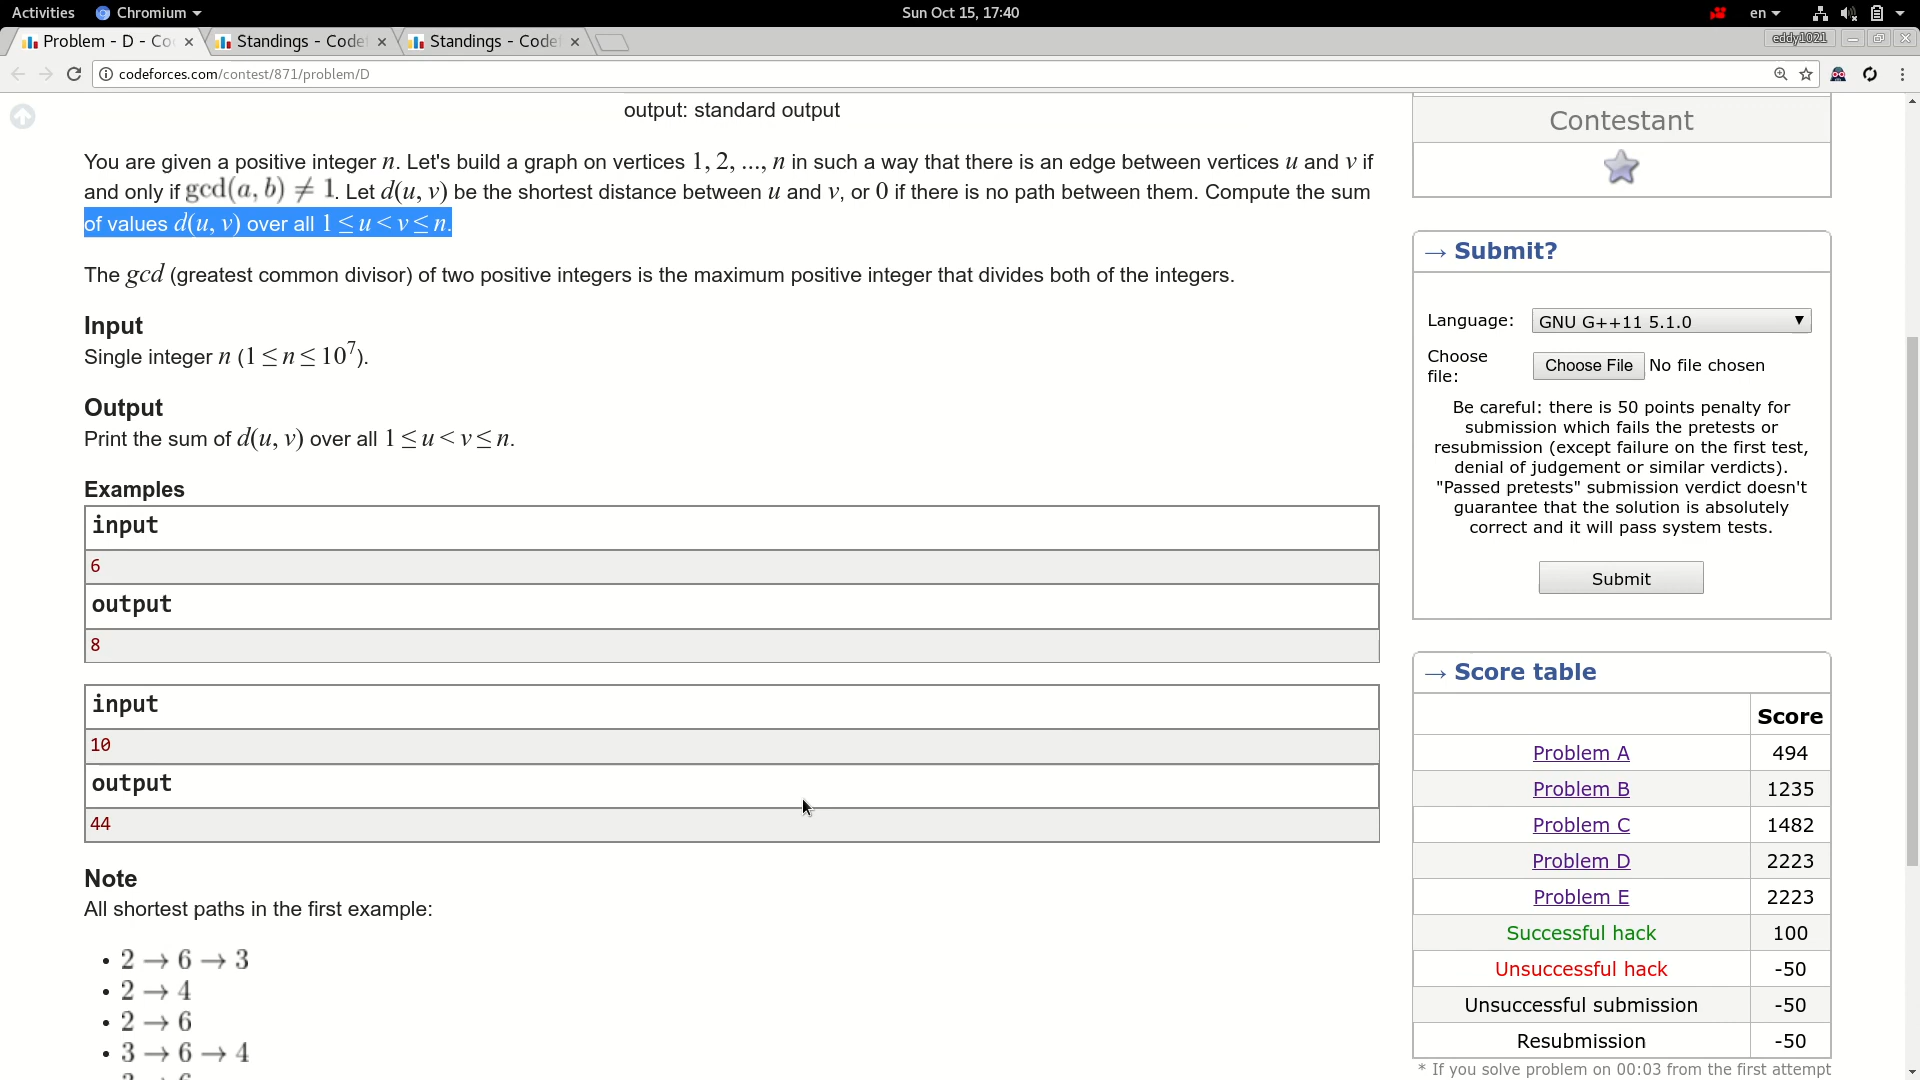 Activities Chromium Sun Oct 15, 17:40 en
Problem - D - Co Standings - Codef Standings - Codef eddy1021
codeforces.com/contest/871/problem/D
output: standard output
You are given a positive integer n. Let's build a graph on vertices 1, 2, ..., n in such a way that there is an edge between vertices u and v if
and only if gcd(a, b) ≠ 1. Let d(u, v) be the shortest distance between u and v, or 0 if there is no path between them. Compute the sum
of values d(u, v) over all 1 ≤ u < v ≤ n.
The gcd (greatest common divisor) of two positive integers is the maximum positive integer that divides both of the integers.
Input
Single integer n (1 ≤ n ≤ 10^7).
Output
Print the sum of d(u, v) over all 1 ≤ u < v ≤ n.
Examples
input
6
output
8
input
10
output
44
Note
All shortest paths in the first example:
• 2 → 6 → 3
• 2 → 4
• 2 → 6
• 3 → 6 → 4
Contestant
→ Submit?
Language: GNU G++11 5.1.0
Choose
file: Choose File No file chosen
Be careful: there is 50 points penalty for
submission which fails the pretests or
resubmission (except failure on the first test,
denial of judgement or similar verdicts).
"Passed pretests" submission verdict doesn't
guarantee that the solution is absolutely
correct and it will pass system tests.
Submit
→ Score table
Score
Problem A 494
Problem B 1235
Problem C 1482
Problem D 2223
Problem E 2223
Successful hack 100
Unsuccessful hack -50
Unsuccessful submission -50
Resubmission -50
* If you solve problem on 00:03 from the first attempt